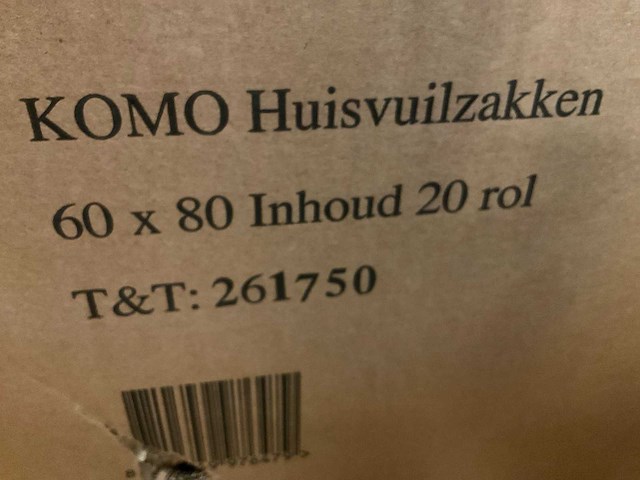 KOMO Huisvuilzakken
60 x 80 Inhoud 20 rol
T&T: 261750